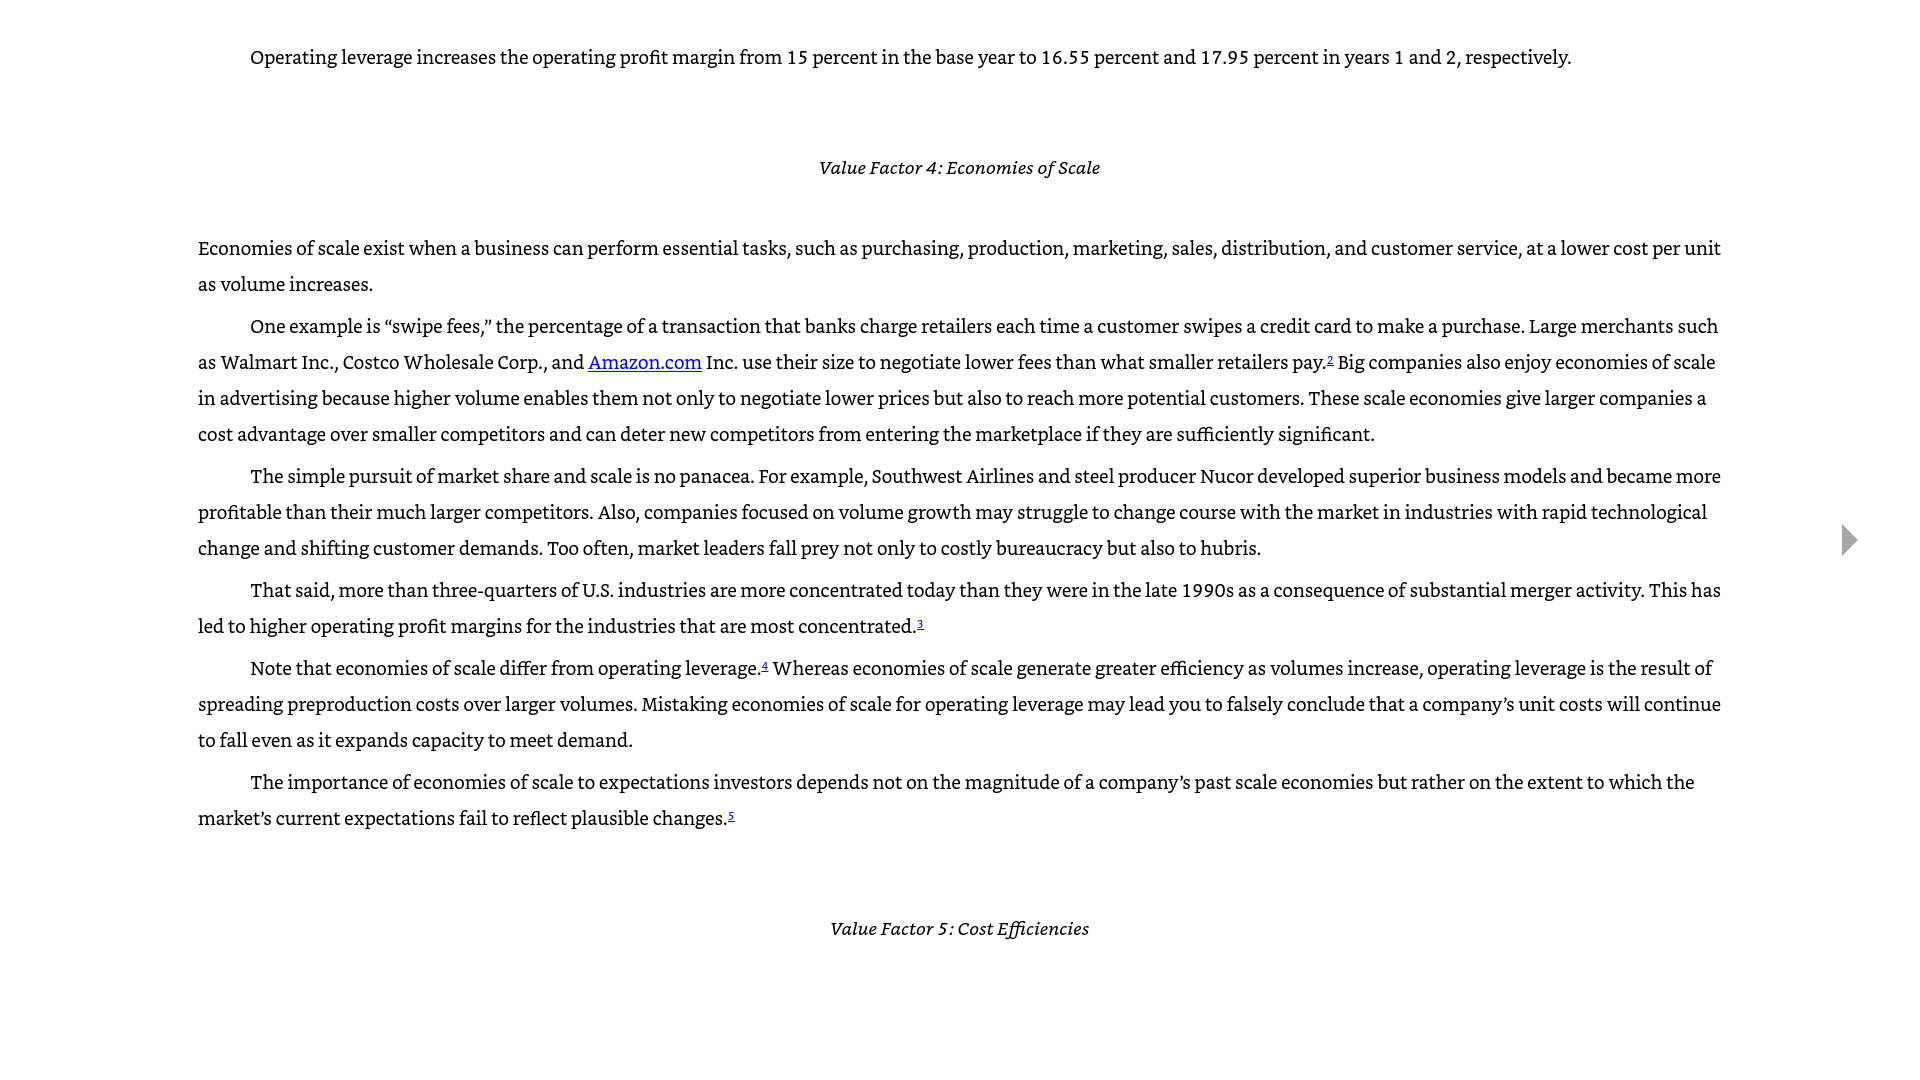 Operating leverage increases the operating profit margin from 15 percent in the base year to 16.55 percent and 17.95 percent in years 1 and 2, respectively.
Value Factor 4: Economies of Scale
Economies of scale exist when a business can perform essential tasks, such as purchasing, production, marketing, sales, distribution, and customer service, at a lower cost per unit
as volume increases.
One example is “swipe fees,” the percentage of a transaction that banks charge retailers each time a customer swipes a credit card to make a purchase. Large merchants such
as Walmart Inc., Costco Wholesale Corp., and Amazon.com Inc. use their size to negotiate lower fees than what smaller retailers pay.2 Big companies also enjoy economies of scale
in advertising because higher volume enables them not only to negotiate lower prices but also to reach more potential customers. These scale economies give larger companies a
cost advantage over smaller competitors and can deter new competitors from entering the marketplace if they are sufficiently significant.
The simple pursuit of market share and scale is no panacea. For example, Southwest Airlines and steel producer Nucor developed superior business models and became more
profitable than their much larger competitors. Also, companies focused on volume growth may struggle to change course with the market in industries with rapid technological
change and shifting customer demands. Too often, market leaders fall prey not only to costly bureaucracy but also to hubris.
That said, more than three-quarters of U.S. industries are more concentrated today than they were in the late 1990s as a consequence of substantial merger activity. This has
led to higher operating profit margins for the industries that are most concentrated.3
Note that economies of scale differ from operating leverage.4 Whereas economies of scale generate greater efficiency as volumes increase, operating leverage is the result of
spreading preproduction costs over larger volumes. Mistaking economies of scale for operating leverage may lead you to falsely conclude that a company’s unit costs will continue
to fall even as it expands capacity to meet demand.
The importance of economies of scale to expectations investors depends not on the magnitude of a company’s past scale economies but rather on the extent to which the
market’s current expectations fail to reflect plausible changes.5
Value Factor 5: Cost Efficiencies